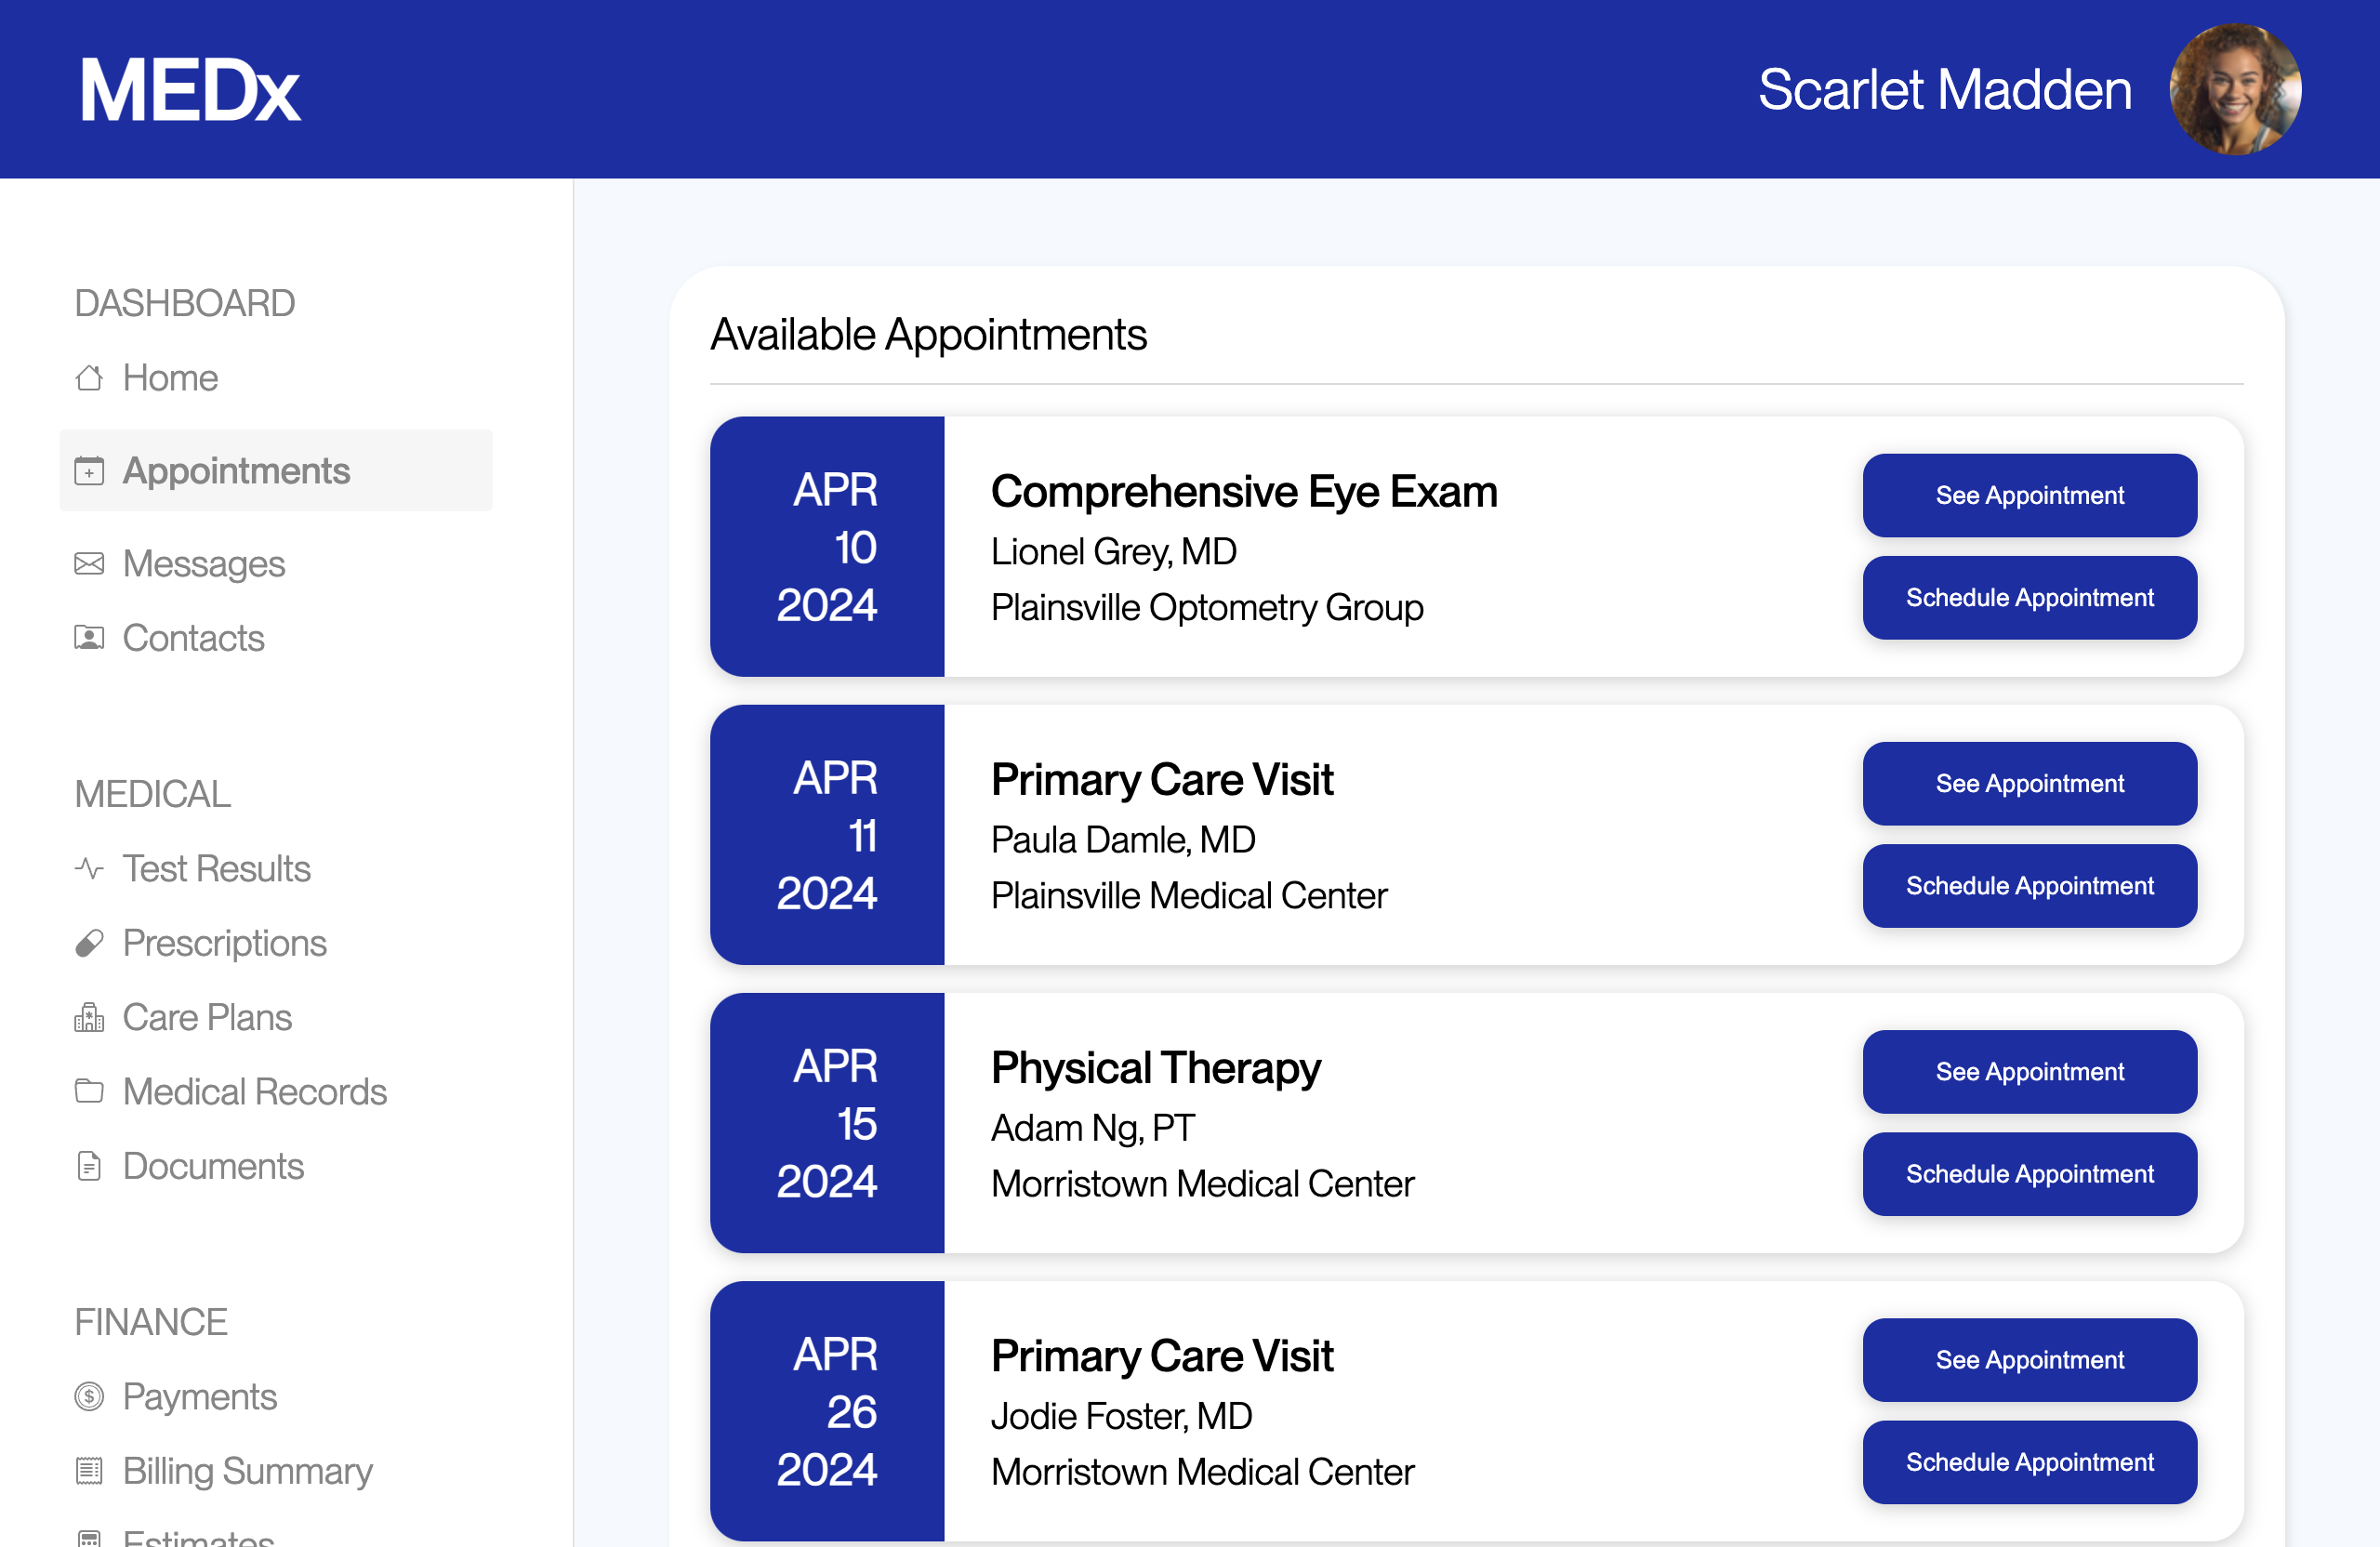 MEDx
Scarlet Madden
DASHBOARD
Home
Appointments
Messages
Contacts
MEDICAL
Test Results
Prescriptions
Care Plans
Medical Records
Documents
FINANCE
Payments
Billing Summary
Estimates
Available Appointments
APR
10
2024
Comprehensive Eye Exam
Lionel Grey, MD
Plainsville Optometry Group
See Appointment
Schedule Appointment
APR
11
2024
Primary Care Visit
Paula Damle, MD
Plainsville Medical Center
See Appointment
Schedule Appointment
APR
15
2024
Physical Therapy
Adam Ng, PT
Morristown Medical Center
See Appointment
Schedule Appointment
APR
26
2024
Primary Care Visit
Jodie Foster, MD
Morristown Medical Center
See Appointment
Schedule Appointment